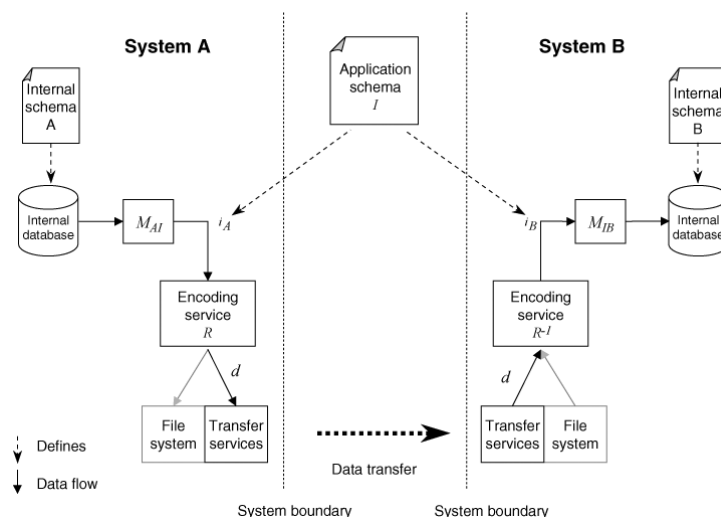 System A
System B
Internal
schema
A
Application
schema
I
Internal
schema
B
Internal
database
M_AI
i_A
i_B
M_IB
Internal
database
Encoding
service
R
Encoding
service
R^-1
d
d
File
system
Transfer
services
Transfer
services
File
system
Defines
Data flow
Data transfer
System boundary
System boundary